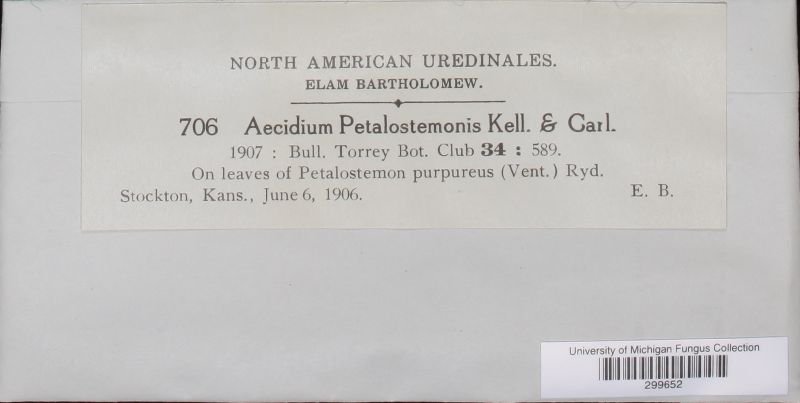 NORTH AMERICAN UREDINALES.
ELAM BARTHOLOMEW.
706 Aecidium Petalostemonis Kell. & Carl.
1907 : Bull. Torrey Bot. Club 34 : 589.
On leaves of Petalostemon purpureus (Vent.) Ryd.
Stockton, Kans., June 6, 1906. E. B.
University of Michigan Fungus Collection
299652